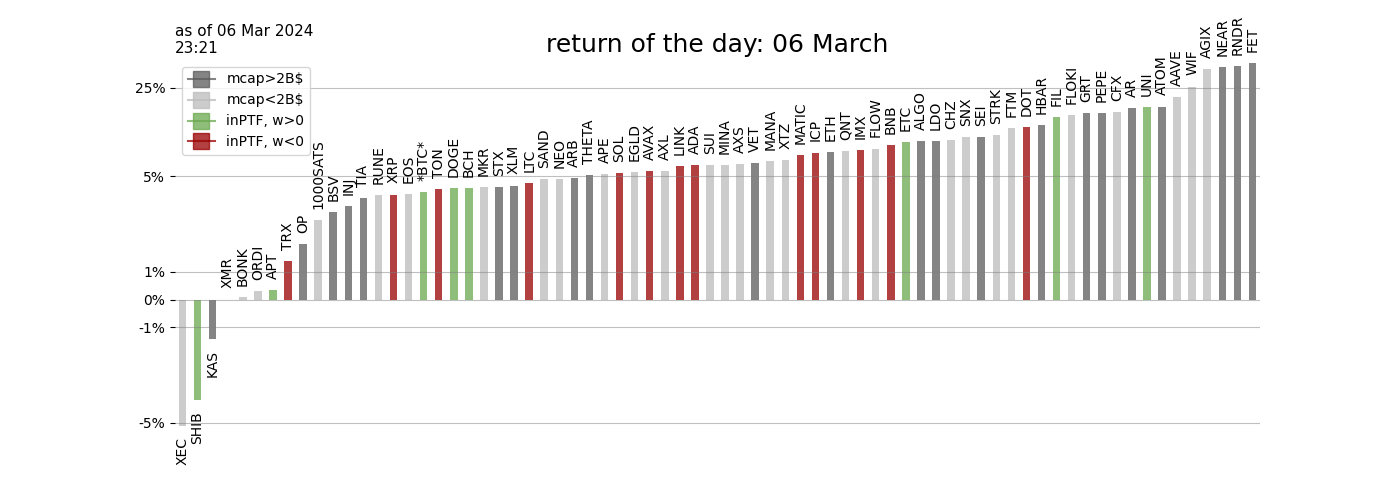 as of 06 Mar 2024
23:21
return of the day: 06 March
mcap>2B$
mcap<2B$
inPTF, w>0
inPTF, w<0
25%
5%
1%
0%
-1%
-5%
XEC
SHIB
KAS
XMR
BONK
ORDI
APT
TRX
OP
1000SATS
BSV
INJ
TIA
RUNE
XRP
EOS
*BTC*
TON
DOGE
BCH
MKR
STX
XLM
LTC
SAND
NEO
ARB
THETA
APE
SOL
EGLD
AVAX
AXL
LINK
ADA
SUI
MINA
AXS
VET
MANA
XTZ
MATIC
ICP
ETH
QNT
IMX
FLOW
BNB
ETC
ALGO
LDO
CHZ
SNX
SEI
STRK
FTM
DOT
HBAR
FIL
FLOKI
GRT
PEPE
CFX
AR
UNI
ATOM
AAVE
WIF
AGIX
NEAR
RNDR
FET